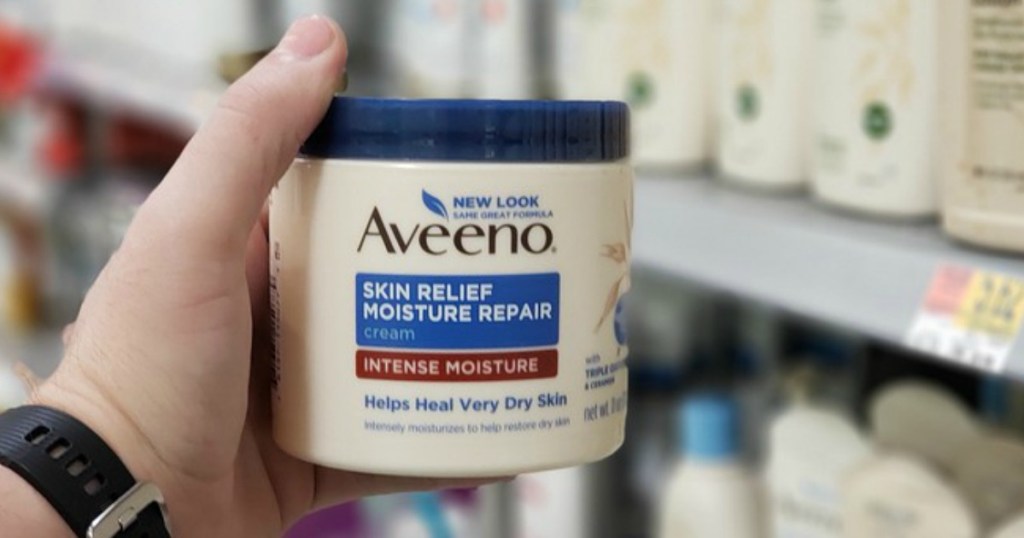 NEW LOOK
SAME GREAT FORMULA
Aveeno®
SKIN RELIEF
MOISTURE REPAIR
cream
INTENSE MOISTURE
Helps Heal Very Dry Skin
Intensely moisturizes to help restore dry skin
with
TRIPLE
& CERAMIDE
net wt.